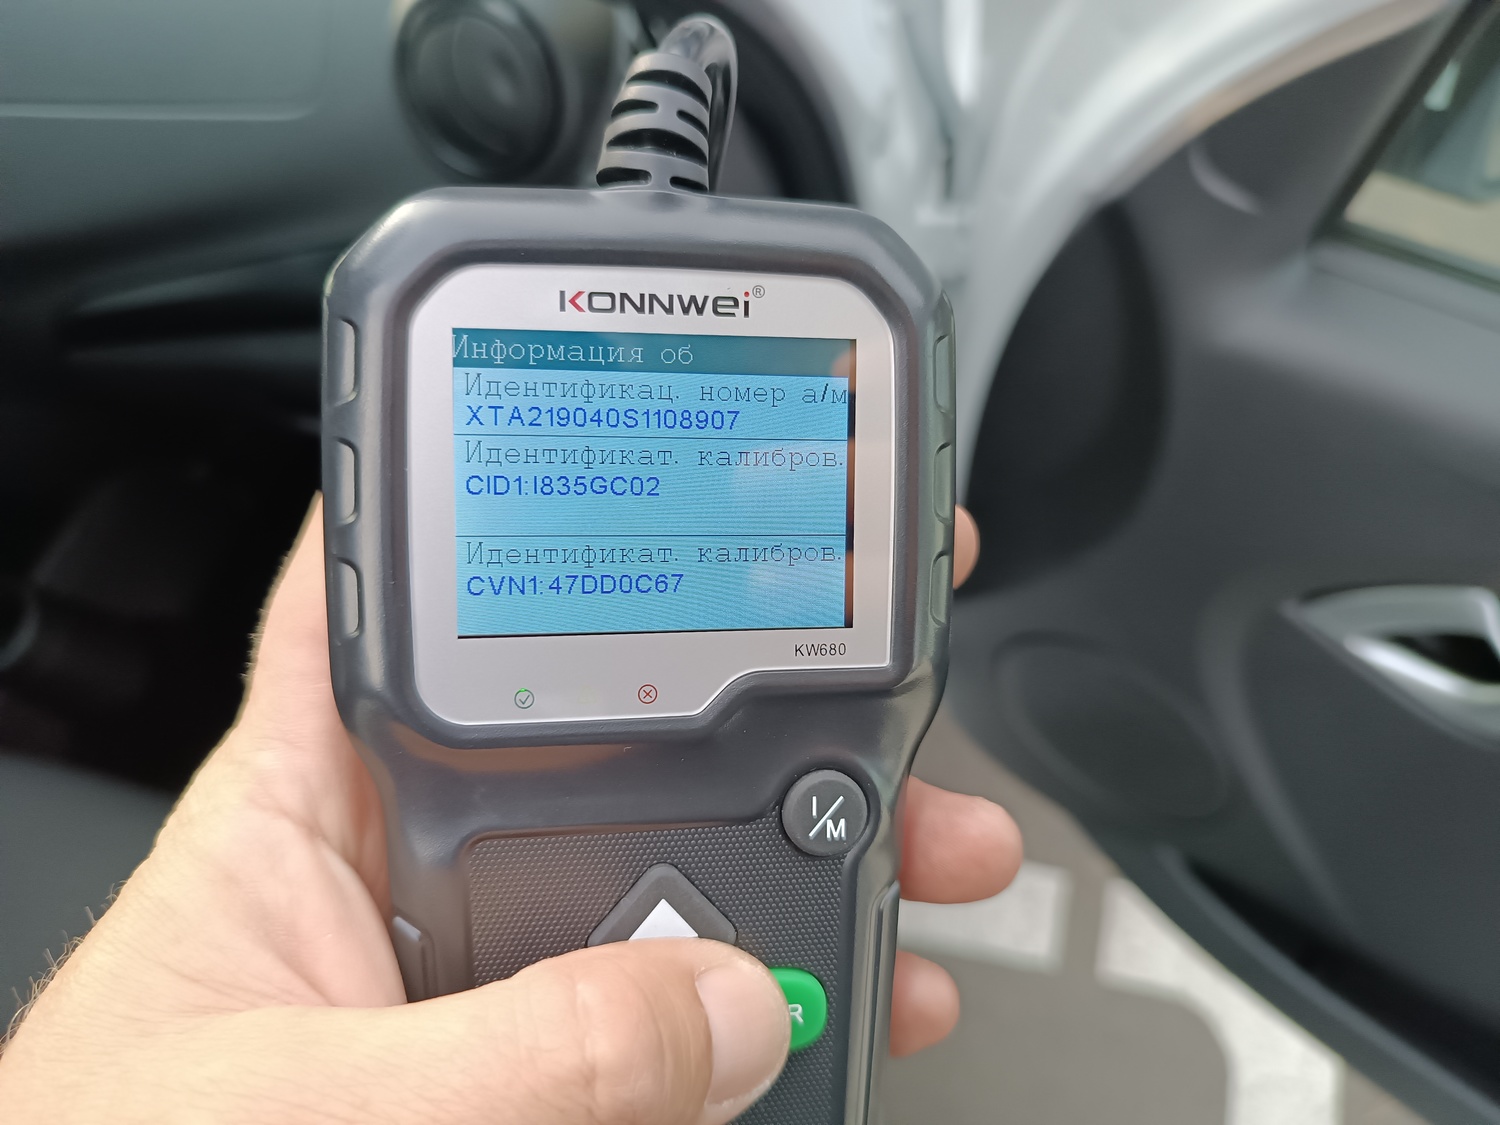 KONNWEI®
Информация об
Идентификац. номер а/м
XTA219040S1108907
Идентификат. калибров.
CID1:I835GC02
Идентификат. калибров.
CVN1:47DD0C67
KW680
I/M
R